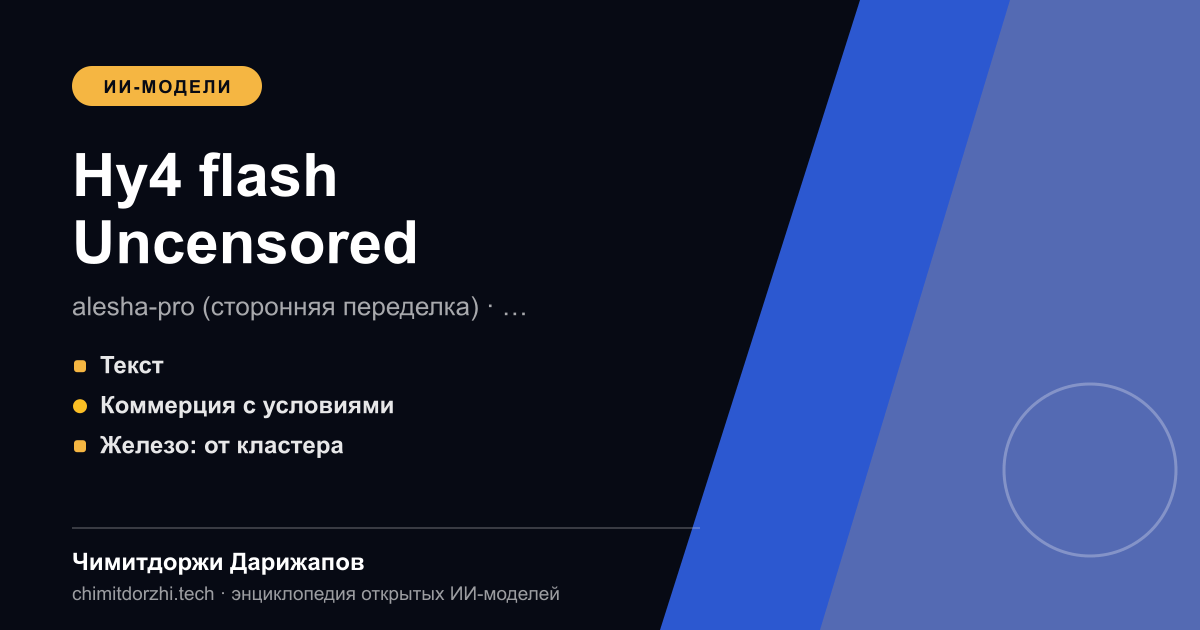 ИИ-МОДЕЛИ
Hy4 flash
Uncensored
alesha-pro (сторонняя переделка) · …
Текст
Коммерция с условиями
Железо: от кластера
Чимитдоржи Дарижапов
chimitdorzhi.tech · энциклопедия открытых ИИ-моделей